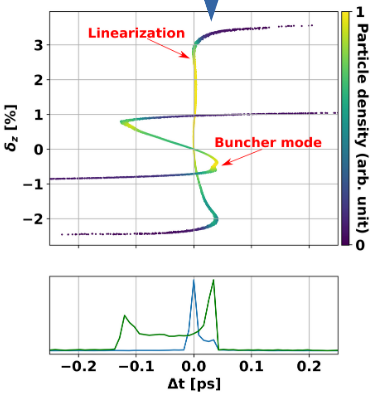 Linearization
Buncher mode
3
2
1
0
−1
−2
δz [%]
1
0
Particle density (arb. unit)
−0.2
−0.1
0.0
0.1
0.2
Δt [ps]